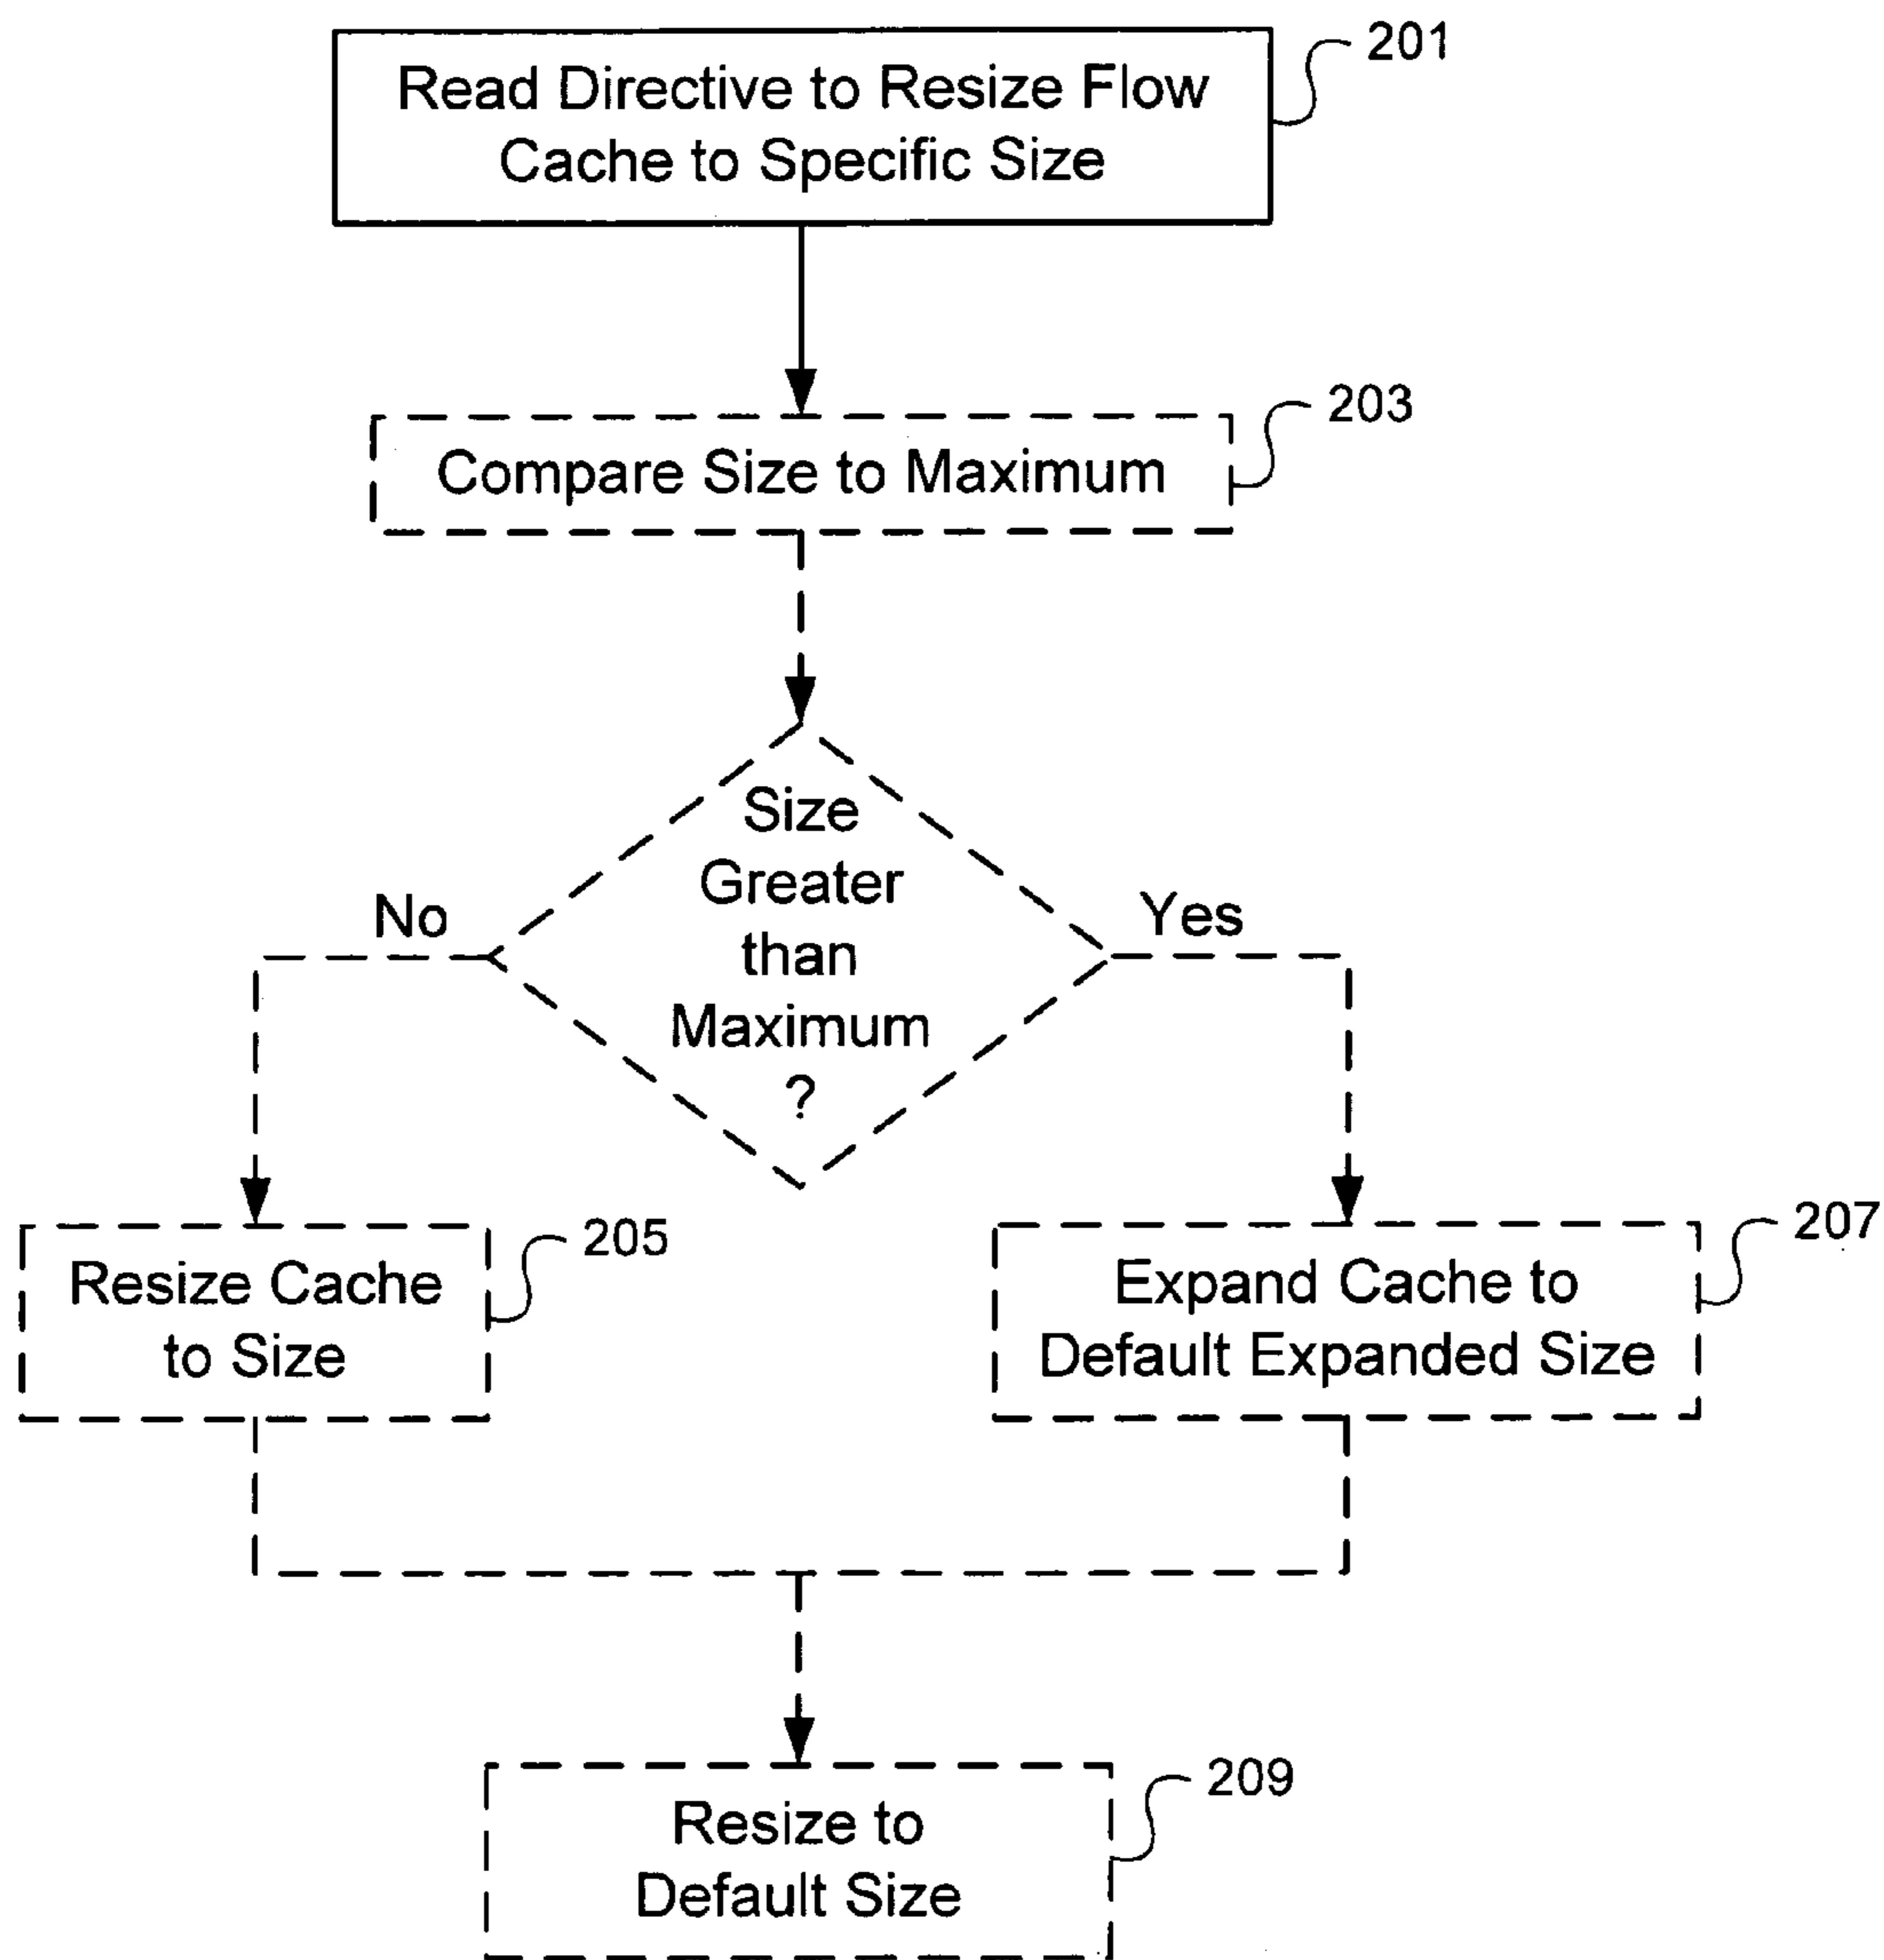 Read Directive to Resize Flow
Cache to Specific Size
201
Compare Size to Maximum
203
Size
Greater
than
Maximum
?
No
Yes
Resize Cache
to Size
205
Expand Cache to
Default Expanded Size
207
Resize to
Default Size
209